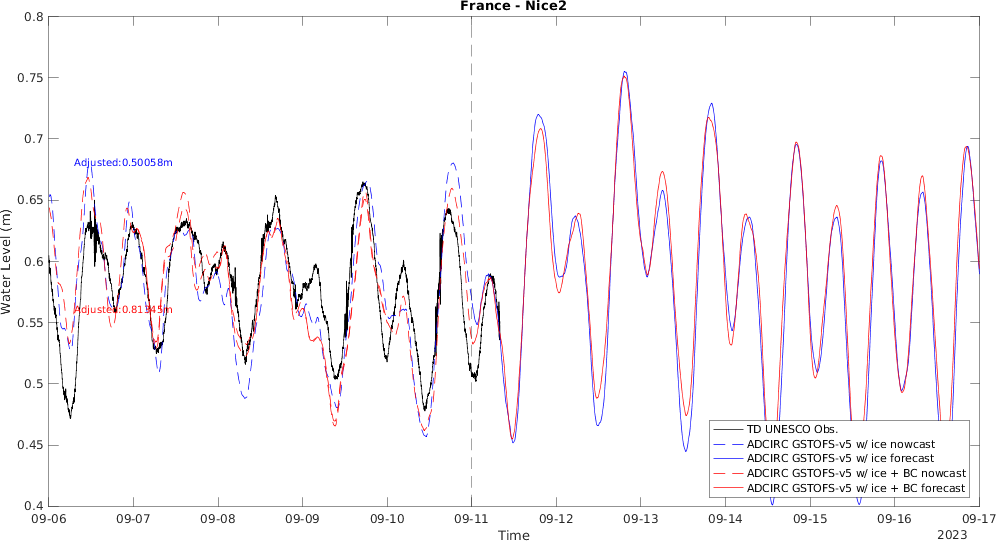 France - Nice2
0.8
0.75
0.7
0.65
0.6
0.55
0.5
0.45
0.4
Water Level (m)
Adjusted:0.50058m
Adjusted:0.81345m
TD UNESCO Obs.
ADCIRC GSTOFS-v5 w/ ice nowcast
ADCIRC GSTOFS-v5 w/ ice forecast
ADCIRC GSTOFS-v5 w/ ice + BC nowcast
ADCIRC GSTOFS-v5 w/ ice + BC forecast
09-06 09-07 09-08 09-09 09-10 09-11 09-12 09-13 09-14 09-15 09-16 09-17
Time
2023